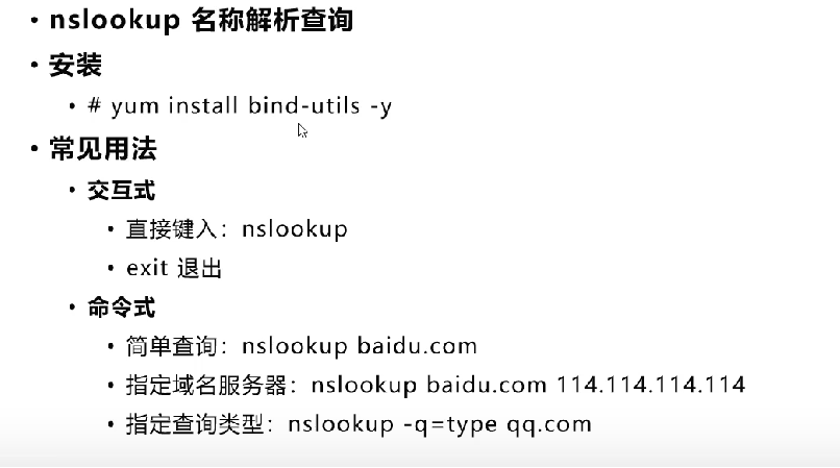 • nslookup 名称解析查询
• 安装
• # yum install bind-utils -y
• 常见用法
• 交互式
• 直接键入：nslookup
• exit 退出
• 命令式
• 简单查询：nslookup baidu.com
• 指定域名服务器：nslookup baidu.com 114.114.114.114
• 指定查询类型：nslookup -q=type qq.com